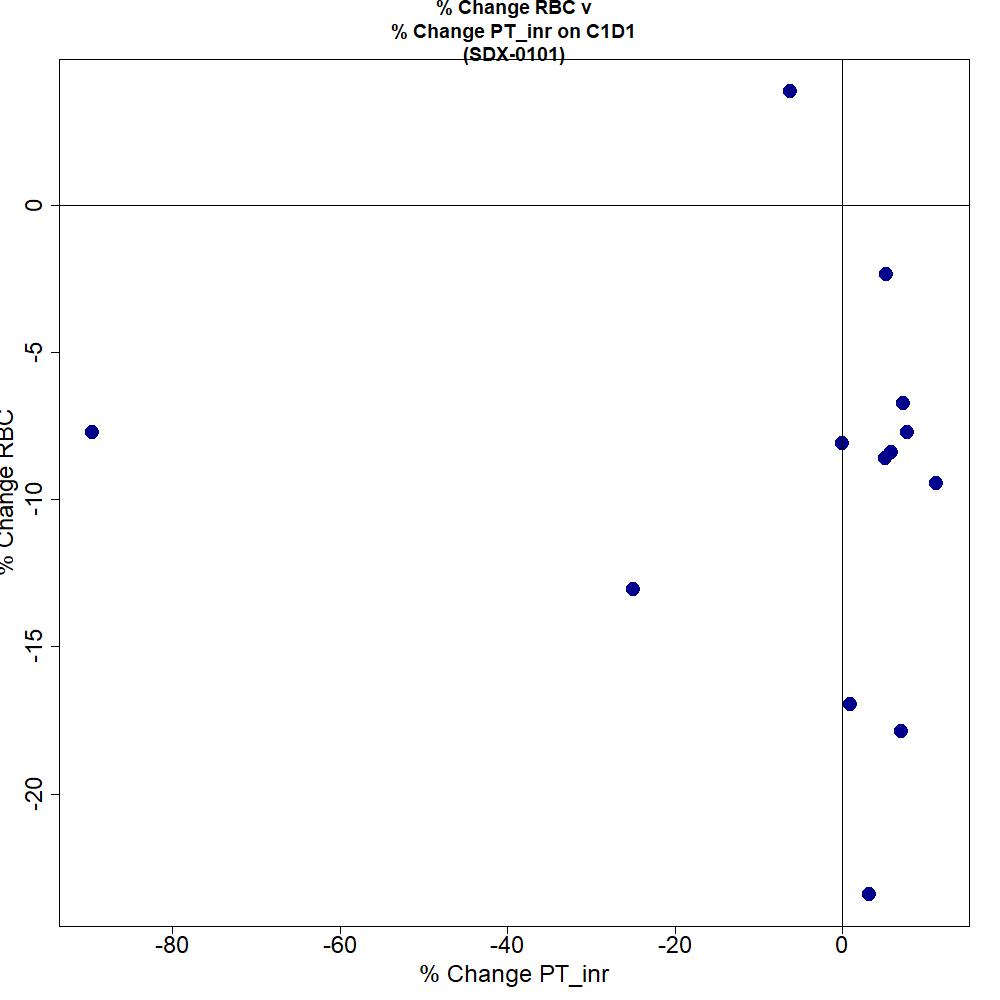 % Change RBC v
% Change PT_inr on C1D1
(SDX-0101)
% Change RBC
0
-5
-10
-15
-20
-80
-60
-40
-20
0
% Change PT_inr